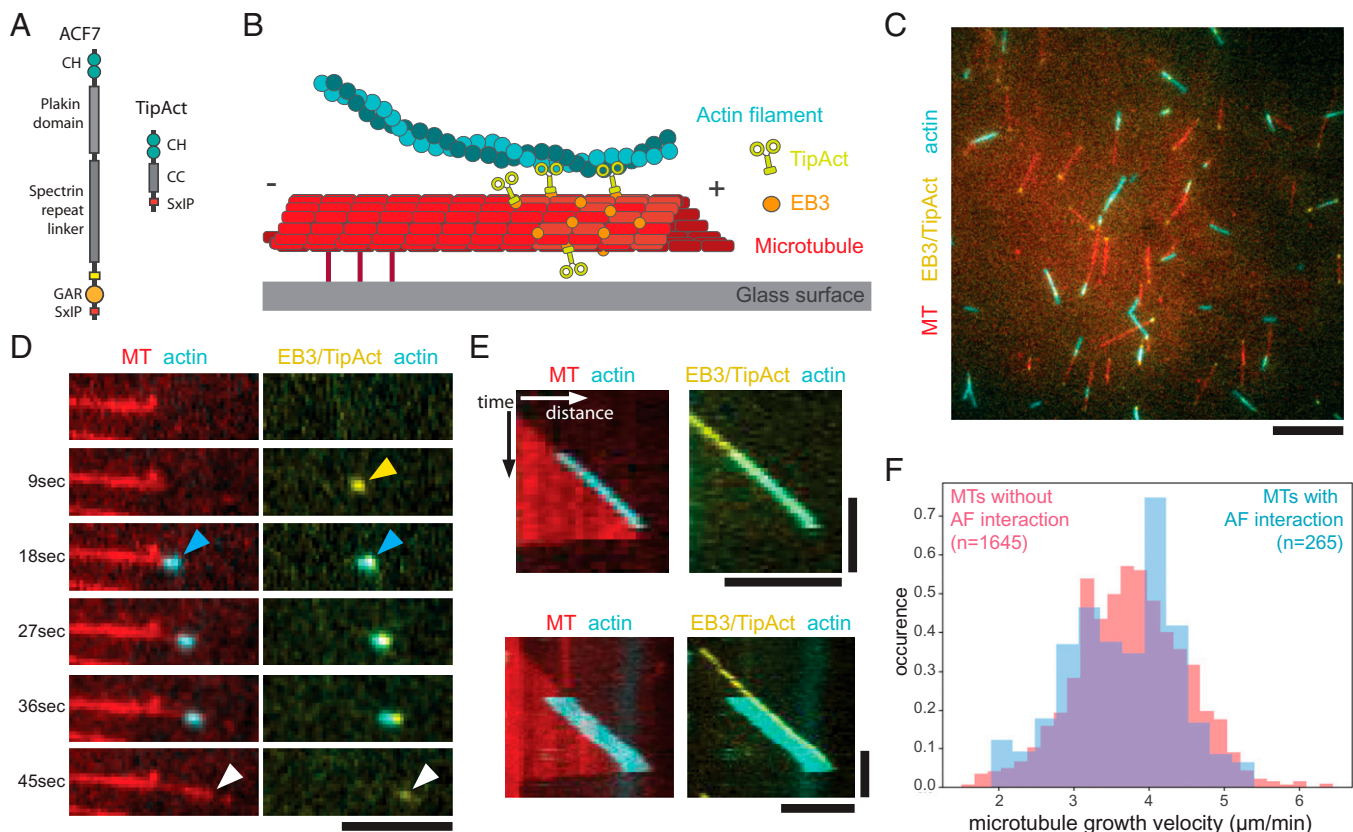 A
ACF7
CH
Plakin
domain
Spectrin
repeat
linker
GAR
SxIP
TipAct
CH
CC
SxIP
B
Actin filament
TipAct
EB3
Microtubule
-
+
Glass surface
C
MT EB3/TipAct actin
D
MT actin
EB3/TipAct actin
9sec
18sec
27sec
36sec
45sec
E
MT actin
EB3/TipAct actin
time
distance
MT actin
EB3/TipAct actin
F
MTs without
AF interaction
(n=1645)
MTs with
AF interaction
(n=265)
occurence
0.7
0.6
0.5
0.4
0.3
0.2
0.1
0.0
2 3 4 5 6
microtubule growth velocity (μm/min)